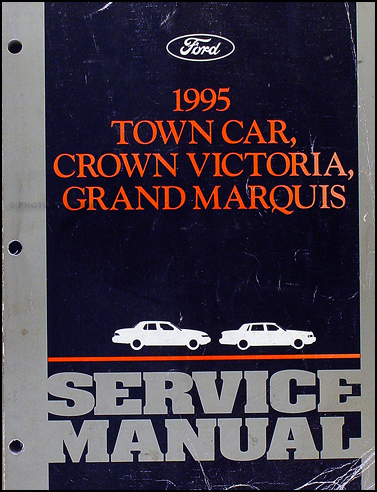 Ford
1995
TOWN CAR,
CROWN VICTORIA,
GRAND MARQUIS
SERVICE
MANUAL